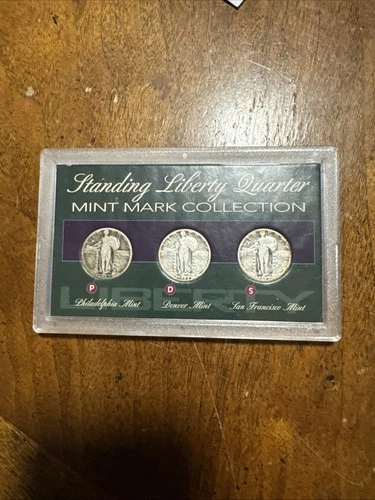 Standing Liberty Quarter
MINT MARK COLLECTION
P D S
LIBERTY
Philadelphia Mint Denver Mint San Francisco Mint